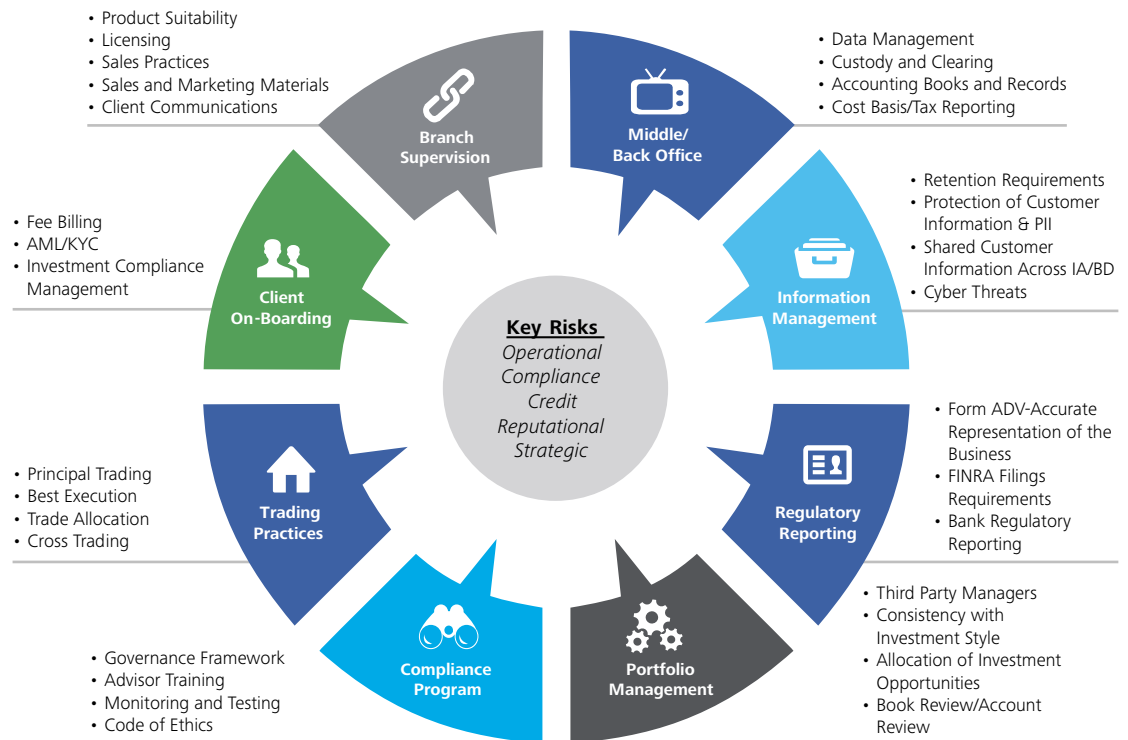 • Product Suitability
• Licensing
• Sales Practices
• Sales and Marketing Materials
• Client Communications
Branch
Supervision
Middle/
Back Office
• Data Management
• Custody and Clearing
• Accounting Books and Records
• Cost Basis/Tax Reporting
• Fee Billing
• AML/KYC
• Investment Compliance
Management
Client
On-Boarding
Information
Management
• Retention Requirements
• Protection of Customer
Information & PII
• Shared Customer
Information Across IA/BD
• Cyber Threats
Key Risks
Operational
Compliance
Credit
Reputational
Strategic
• Principal Trading
• Best Execution
• Trade Allocation
• Cross Trading
Trading
Practices
Regulatory
Reporting
• Form ADV-Accurate
Representation of the
Business
• FINRA Filings
Requirements
• Bank Regulatory
Reporting
• Governance Framework
• Advisor Training
• Monitoring and Testing
• Code of Ethics
Compliance
Program
Portfolio
Management
• Third Party Managers
• Consistency with
Investment Style
• Allocation of Investment
Opportunities
• Book Review/Account
Review